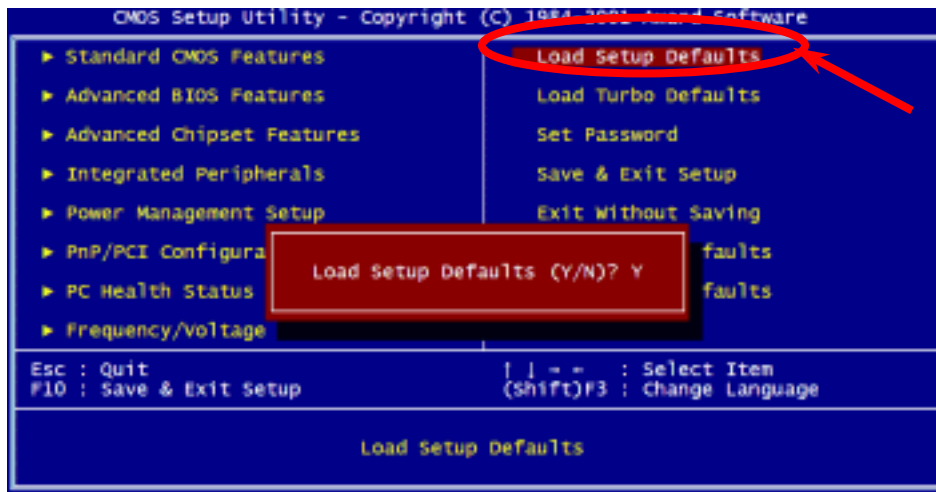 CMOS Setup Utility - Copyright (C) 1984-2001 Award Software
▶ Standard CMOS Features
▶ Advanced BIOS Features
▶ Advanced Chipset Features
▶ Integrated Peripherals
▶ Power Management Setup
▶ PnP/PCI Configura
▶ PC Health Status
▶ Frequency/Voltage
Load Setup Defaults
Load Turbo Defaults
Set Password
Save & Exit Setup
Exit Without Saving
faults
faults
Load Setup Defaults (Y/N)? Y
Esc : Quit
F10 : Save & Exit Setup
↑ ↓ → ← : Select Item
(Shift)F3 : Change Language
Load Setup Defaults